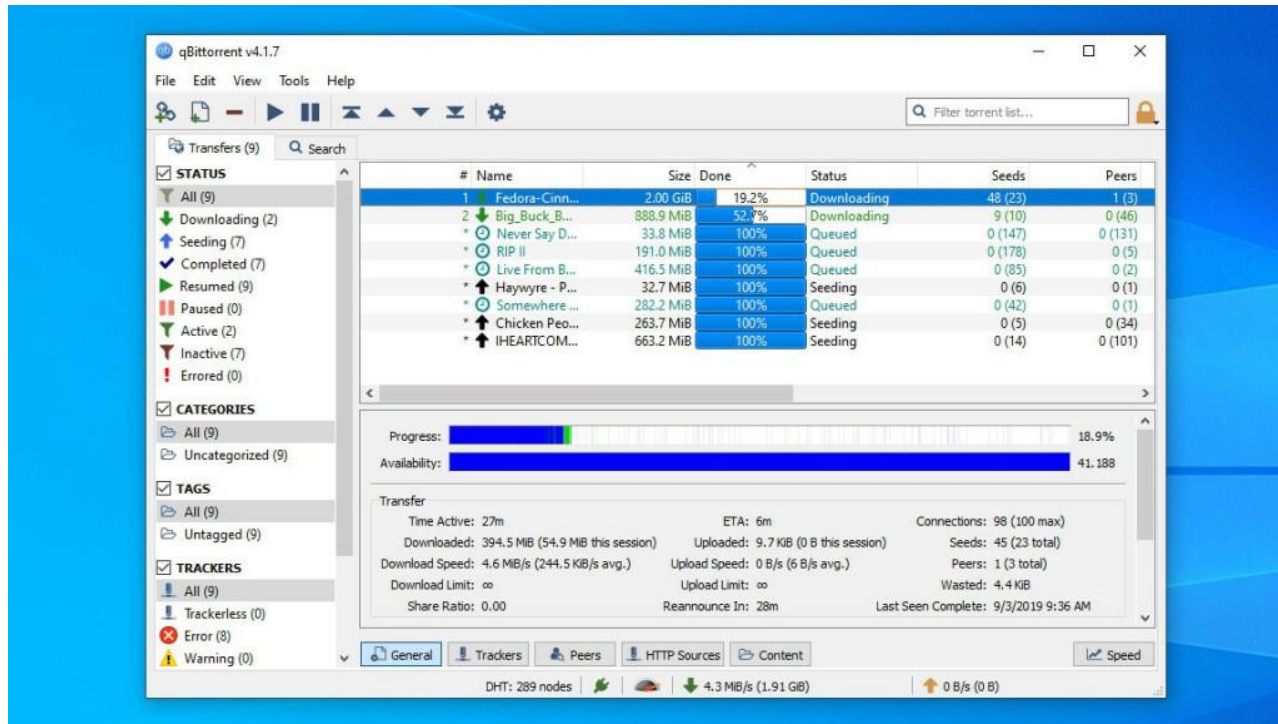 qBittorrent v4.1.7
File Edit View Tools Help
Filter torrent list...
Transfers (9) Search
STATUS
All (9)
Downloading (2)
Seeding (7)
Completed (7)
Resumed (9)
Paused (0)
Active (2)
Inactive (7)
Errored (0)
CATEGORIES
All (9)
Uncategorized (9)
TAGS
All (9)
Untagged (9)
TRACKERS
All (9)
Trackerless (0)
Error (8)
Warning (0)
# Name Size Done Status Seeds Peers
1 Fedora-Cinn... 2.00 GiB 19.2% Downloading 48 (23) 1 (3)
2 Big_Buck_B... 888.9 MiB 52.7% Downloading 9 (10) 0 (46)
* Never Say D... 33.8 MiB 100% Queued 0 (147) 0 (131)
* RIP II 191.0 MiB 100% Queued 0 (178) 0 (5)
* Live From B... 416.5 MiB 100% Queued 0 (85) 0 (2)
* Haywyre - P... 32.7 MiB 100% Seeding 0 (6) 0 (1)
* Somewhere ... 282.2 MiB 100% Queued 0 (42) 0 (1)
* Chicken Peo... 263.7 MiB 100% Seeding 0 (5) 0 (34)
* IHEARTCOM... 663.2 MiB 100% Seeding 0 (14) 0 (101)
Progress: 18.9%
Availability: 41.188
Transfer
Time Active: 27m ETA: 6m Connections: 98 (100 max)
Downloaded: 394.5 MiB (54.9 MiB this session) Uploaded: 9.7 KiB (0 B this session) Seeds: 45 (23 total)
Download Speed: 4.6 MiB/s (244.5 KiB/s avg.) Upload Speed: 0 B/s (6 B/s avg.) Peers: 1 (3 total)
Download Limit: ∞ Upload Limit: ∞ Wasted: 4.4 KiB
Share Ratio: 0.00 Reannounce In: 28m Last Seen Complete: 9/3/2019 9:36 AM
General Trackers Peers HTTP Sources Content Speed
DHT: 289 nodes 4.3 MiB/s (1.91 GiB) 0 B/s (0 B)